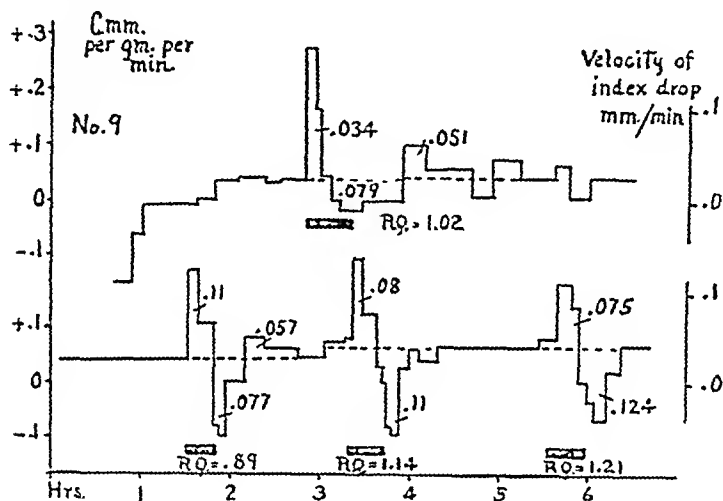 +.3
Cmm.
per gm. per
min.
+.2
Velocity of
index drop
mm./min
.1
No.9
+.1
.034
.051
0
.079
.0
R.Q. = 1.02
-.1
.11
.08
.075
.1
+.1
.057
0
.0
.077
.11
.124
-.1
R.Q. = .89
R.Q = 1.14
R.Q. = 1.21
Hrs.
1
2
3
4
5
6